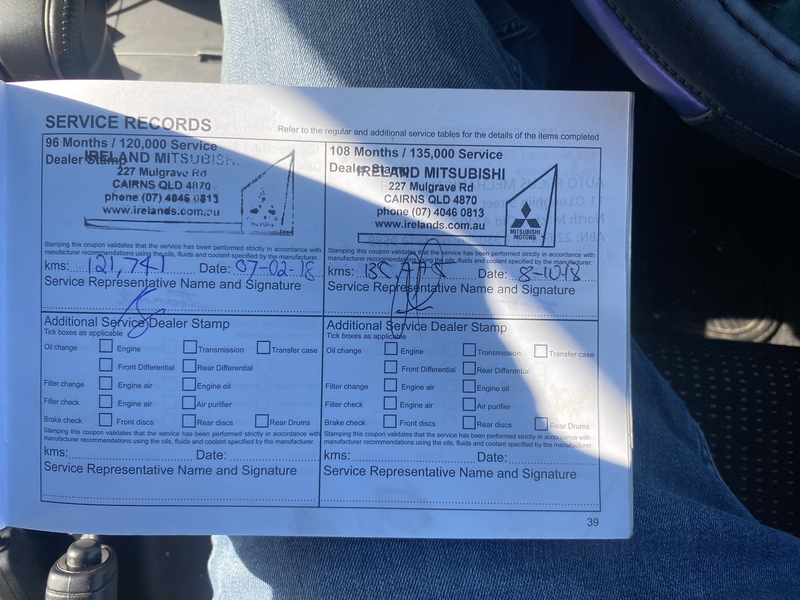 SERVICE RECORDS
Refer to the regular and additional service tables for the details of the items completed
96 Months / 120,000 Service
Dealer Stamp
IRELAND MITSUBISHI
227 Mulgrave Rd
CAIRNS QLD 4870
phone (07) 4046 0813
www.irelands.com.au
Stamping this coupon validates that the service has been performed strictly in accordance with
manufacturer recommendations using the oils, fluids and coolant specified by the manufacturer.
kms: 121,741 Date: 07-02-18
Service Representative Name and Signature
Additional Service Dealer Stamp
Tick boxes as applicable
Oil change Engine Transmission Transfer case
Front Differential Rear Differential
Filter change Engine air Engine oil
Filter check Engine air Air purifier
Brake check Front discs Rear discs Rear Drums
Stamping this coupon validates that the service has been performed strictly in accordance with
manufacturer recommendations using the oils, fluids and coolant specified by the manufacturer.
kms: Date:
Service Representative Name and Signature
108 Months / 135,000 Service
Dealer Stamp
IRELAND MITSUBISHI
227 Mulgrave Rd
CAIRNS QLD 4870
phone (07) 4046 0813
www.irelands.com.au
MITSUBISHI
MOTORS
Stamping this coupon validates that the service has been performed strictly in accordance with
manufacturer recommendations using the oils, fluids and coolant specified by the manufacturer.
kms: Date: 8-10-18
Service Representative Name and Signature
Additional Service Dealer Stamp
Tick boxes as applicable
Oil change Engine Transmission Transfer case
Front Differential Rear Differential
Filter change Engine air Engine oil
Filter check Engine air Air purifier
Brake check Front discs Rear discs Rear Drums
Stamping this coupon validates that the service has been performed strictly in accordance with
manufacturer recommendations using the oils, fluids and coolant specified by the manufacturer.
kms: Date:
Service Representative Name and Signature
39